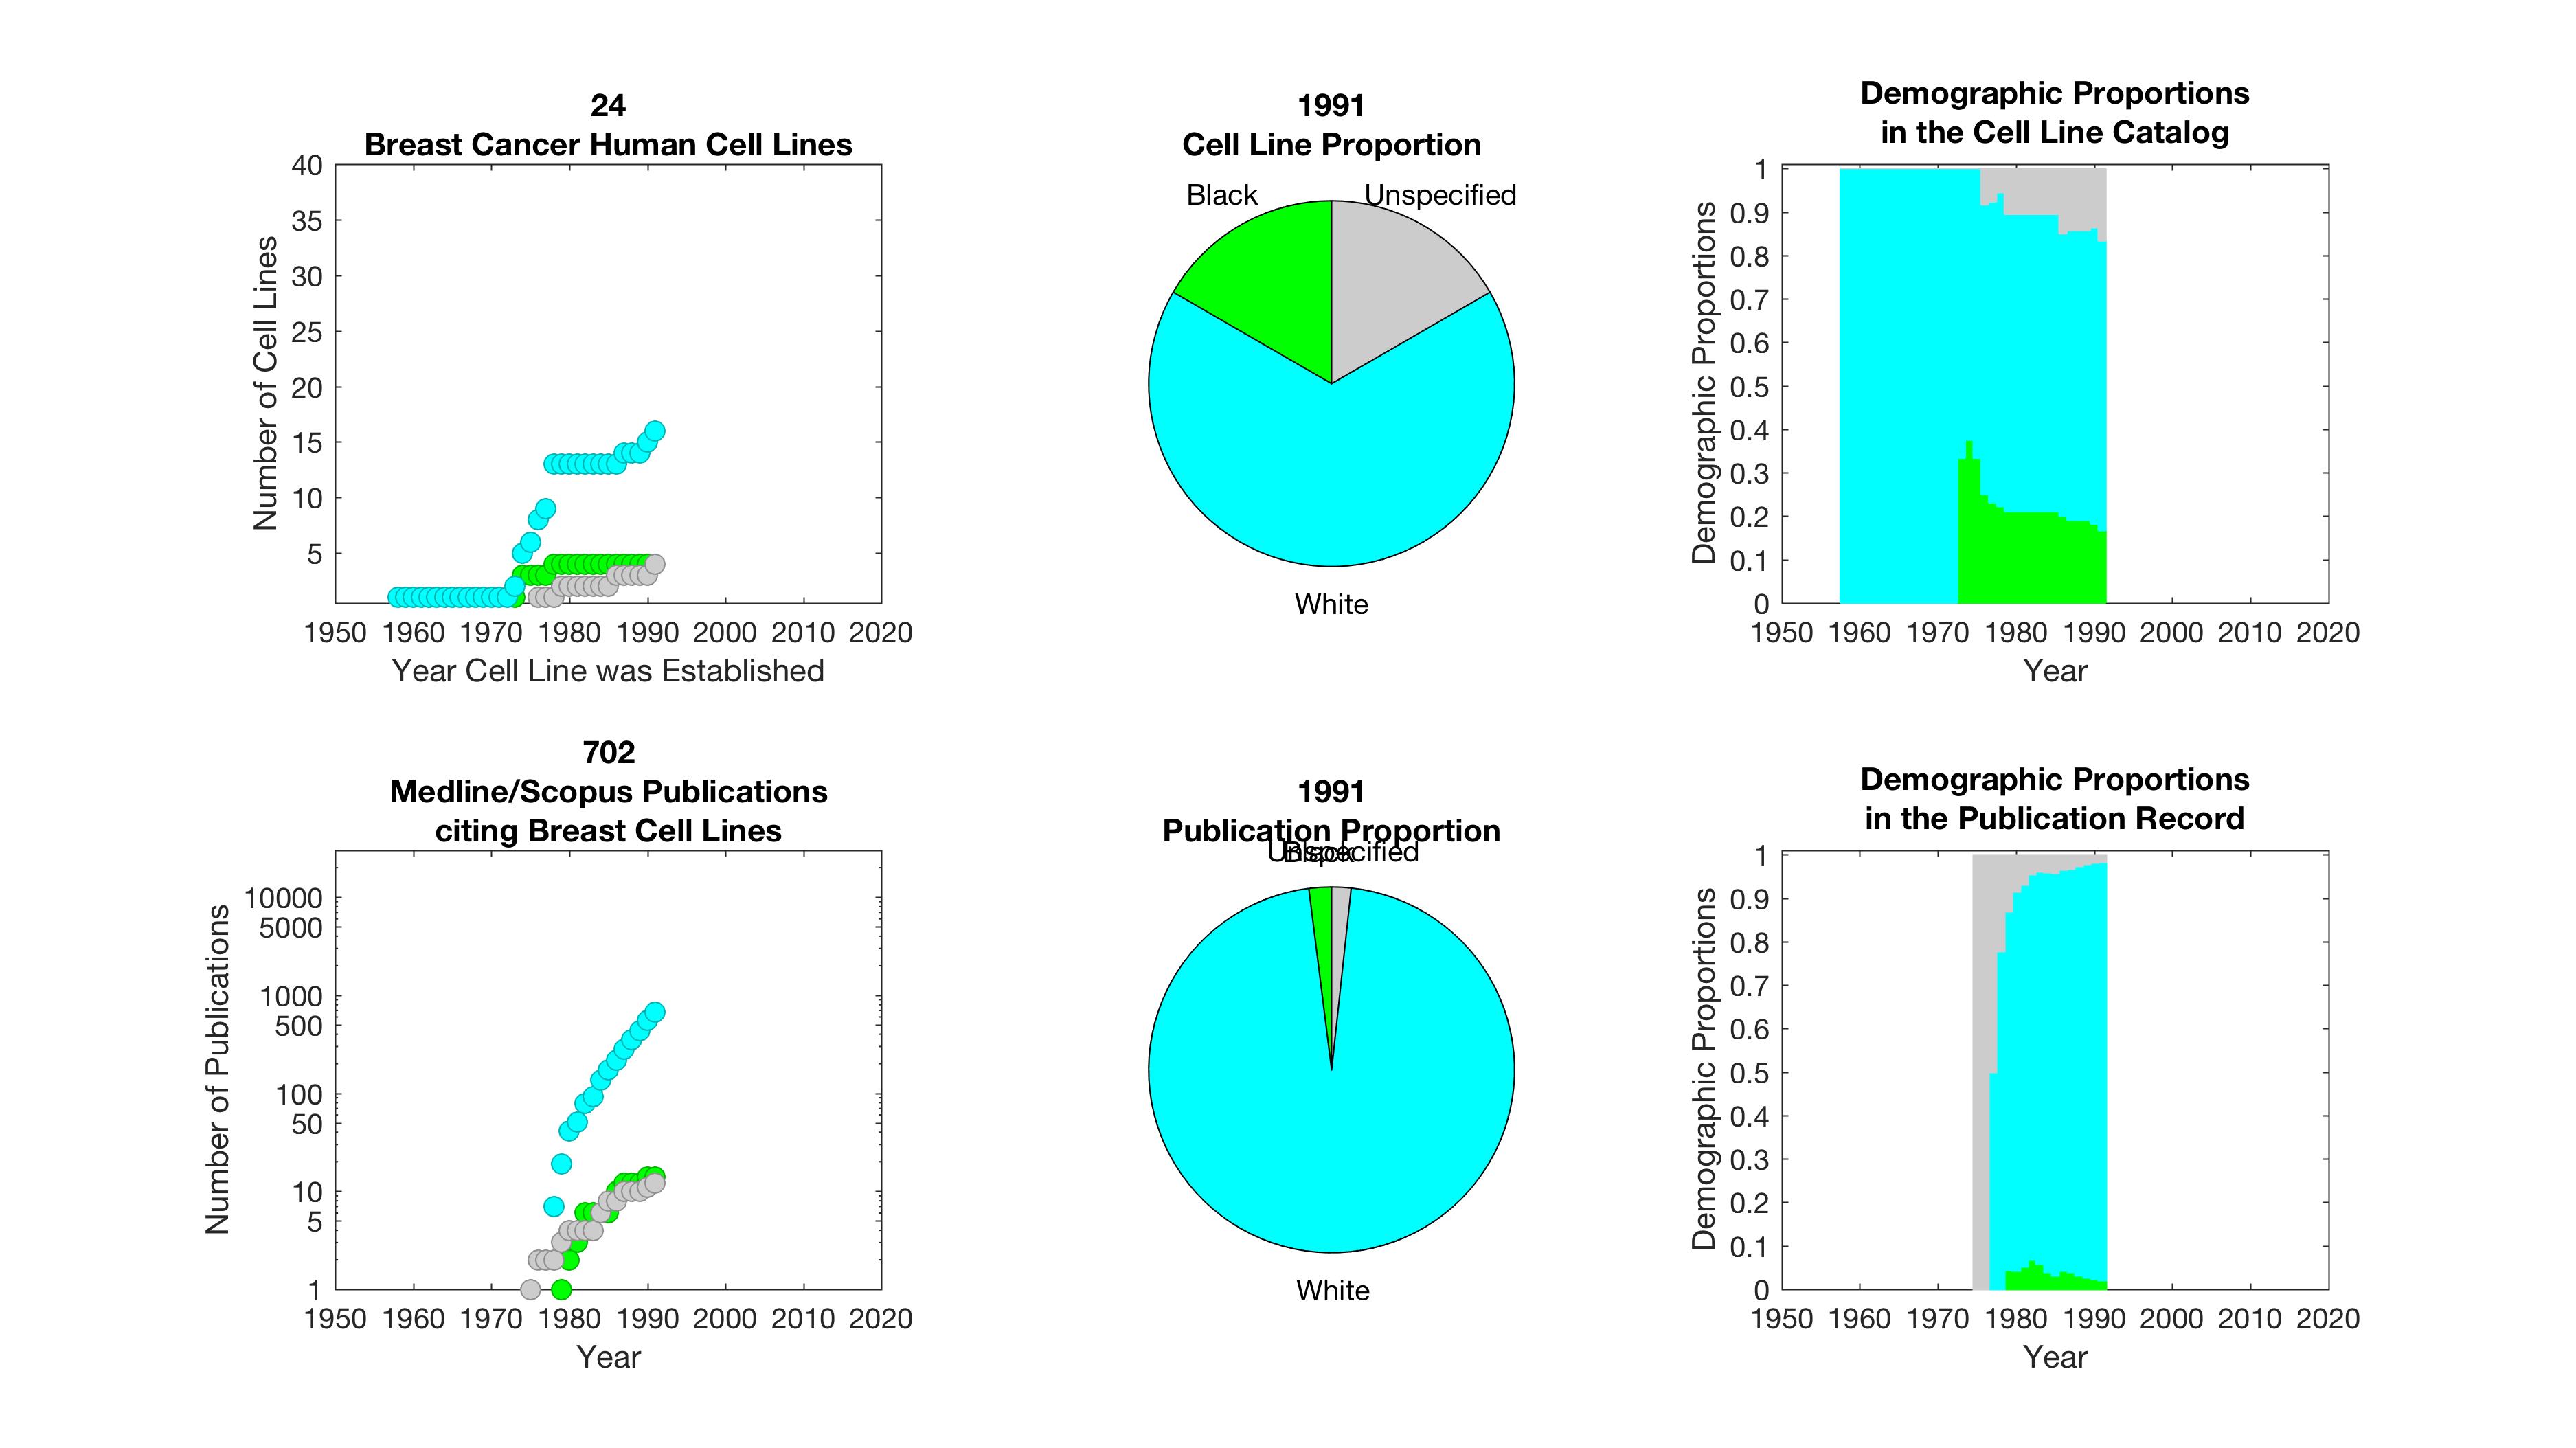 24
Breast Cancer Human Cell Lines
40
35
30
25
20
15
10
5
Number of Cell Lines
1950 1960 1970 1980 1990 2000 2010 2020
Year Cell Line was Established
1991
Cell Line Proportion
Black
Unspecified
White
Demographic Proportions
in the Cell Line Catalog
1
0.9
0.8
0.7
0.6
0.5
0.4
0.3
0.2
0.1
0
Demographic Proportions
1950 1960 1970 1980 1990 2000 2010 2020
Year
702
Medline/Scopus Publications
citing Breast Cell Lines
10000
5000
1000
500
100
50
10
5
1
Number of Publications
1950 1960 1970 1980 1990 2000 2010 2020
Year
1991
Publication Proportion
Unspecified
Black
White
Demographic Proportions
in the Publication Record
1
0.9
0.8
0.7
0.6
0.5
0.4
0.3
0.2
0.1
0
Demographic Proportions
1950 1960 1970 1980 1990 2000 2010 2020
Year